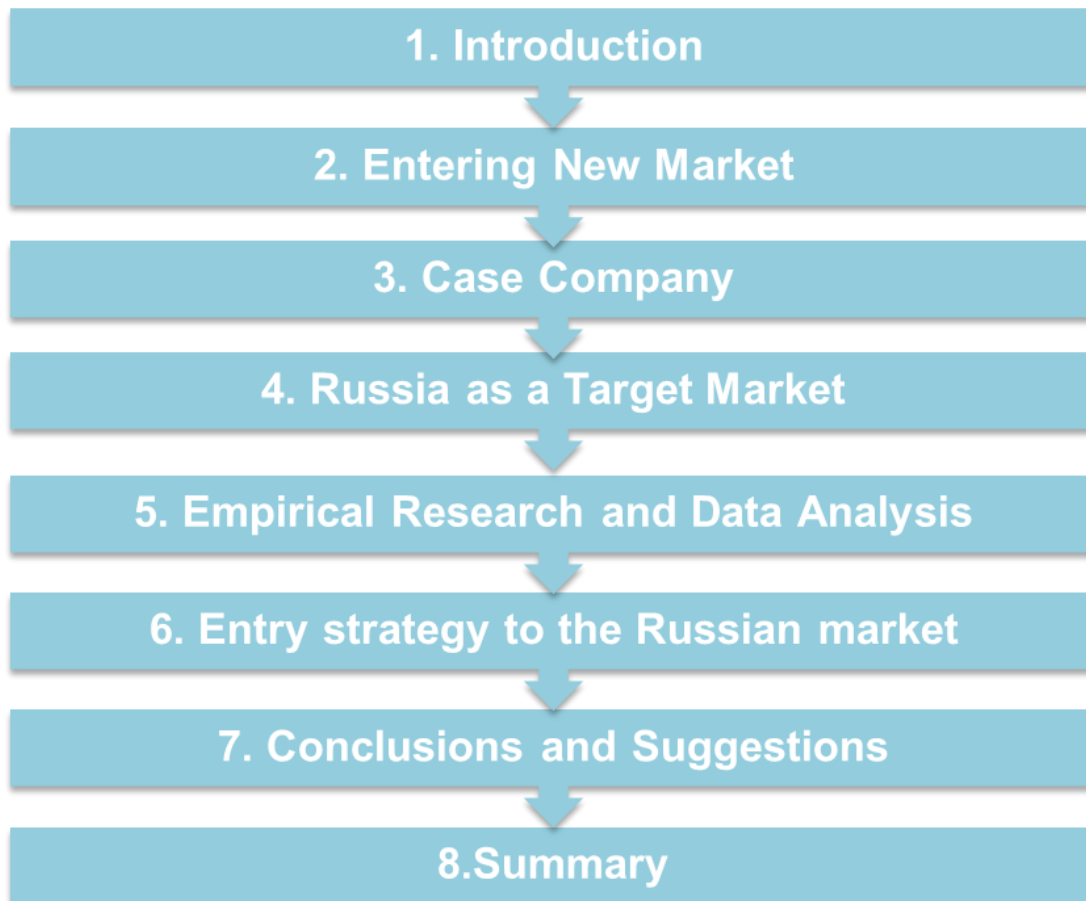 1. Introduction
2. Entering New Market
3. Case Company
4. Russia as a Target Market
5. Empirical Research and Data Analysis
6. Entry strategy to the Russian market
7. Conclusions and Suggestions
8.Summary